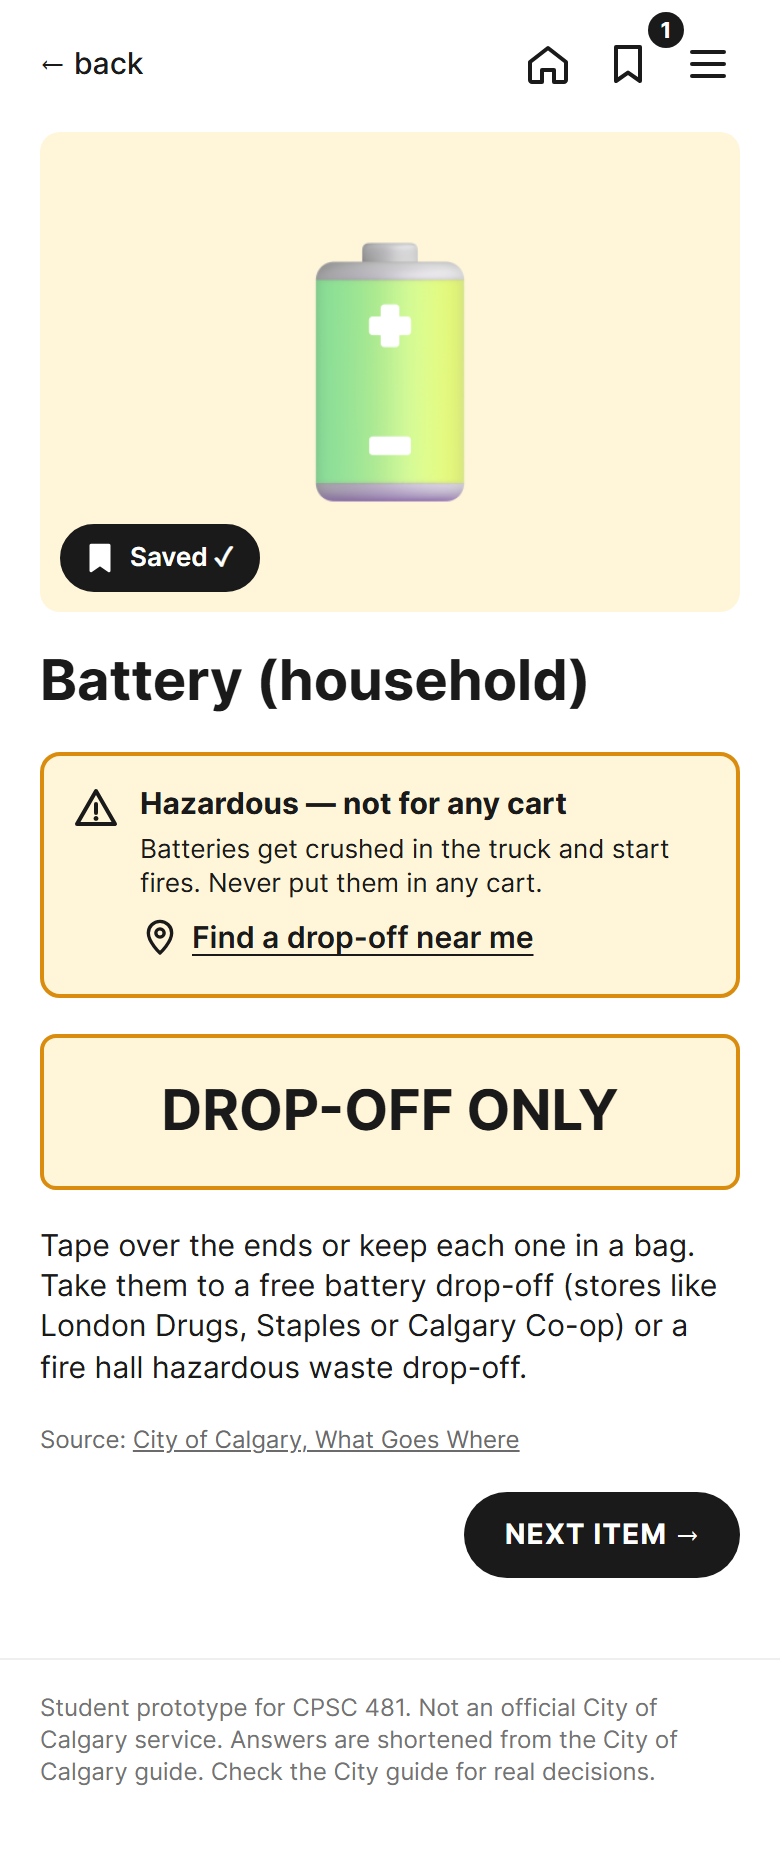 ← back
1
Saved ✓
Battery (household)
Hazardous — not for any cart
Batteries get crushed in the truck and start
fires. Never put them in any cart.
Find a drop-off near me
DROP-OFF ONLY
Tape over the ends or keep each one in a bag.
Take them to a free battery drop-off (stores like
London Drugs, Staples or Calgary Co-op) or a
fire hall hazardous waste drop-off.
Source: City of Calgary, What Goes Where
NEXT ITEM →
Student prototype for CPSC 481. Not an official City of
Calgary service. Answers are shortened from the City of
Calgary guide. Check the City guide for real decisions.